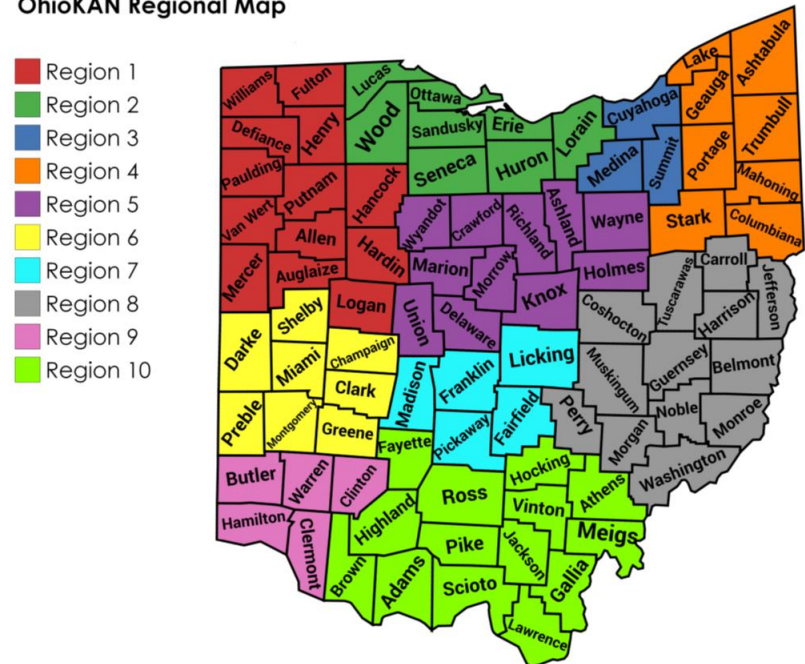 OhioKAN Regional Map
Region 1
Region 2
Region 3
Region 4
Region 5
Region 6
Region 7
Region 8
Region 9
Region 10
Williams
Fulton
Lucas
Ottawa
Lake
Ashtabula
Geauga
Cuyahoga
Defiance
Henry
Wood
Sandusky
Erie
Lorain
Trumbull
Paulding
Putnam
Hancock
Seneca
Huron
Medina
Summit
Portage
Mahoning
Van Wert
Allen
Wyandot
Crawford
Richland
Ashland
Wayne
Stark
Columbiana
Mercer
Auglaize
Hardin
Marion
Morrow
Holmes
Tuscarawas
Carroll
Jefferson
Logan
Union
Delaware
Knox
Coshocton
Harrison
Darke
Shelby
Champaign
Miami
Clark
Madison
Franklin
Licking
Muskingum
Guernsey
Belmont
Preble
Montgomery
Greene
Fayette
Pickaway
Fairfield
Perry
Morgan
Noble
Monroe
Butler
Warren
Clinton
Ross
Hocking
Athens
Washington
Hamilton
Clermont
Highland
Vinton
Meigs
Pike
Jackson
Brown
Adams
Scioto
Gallia
Lawrence